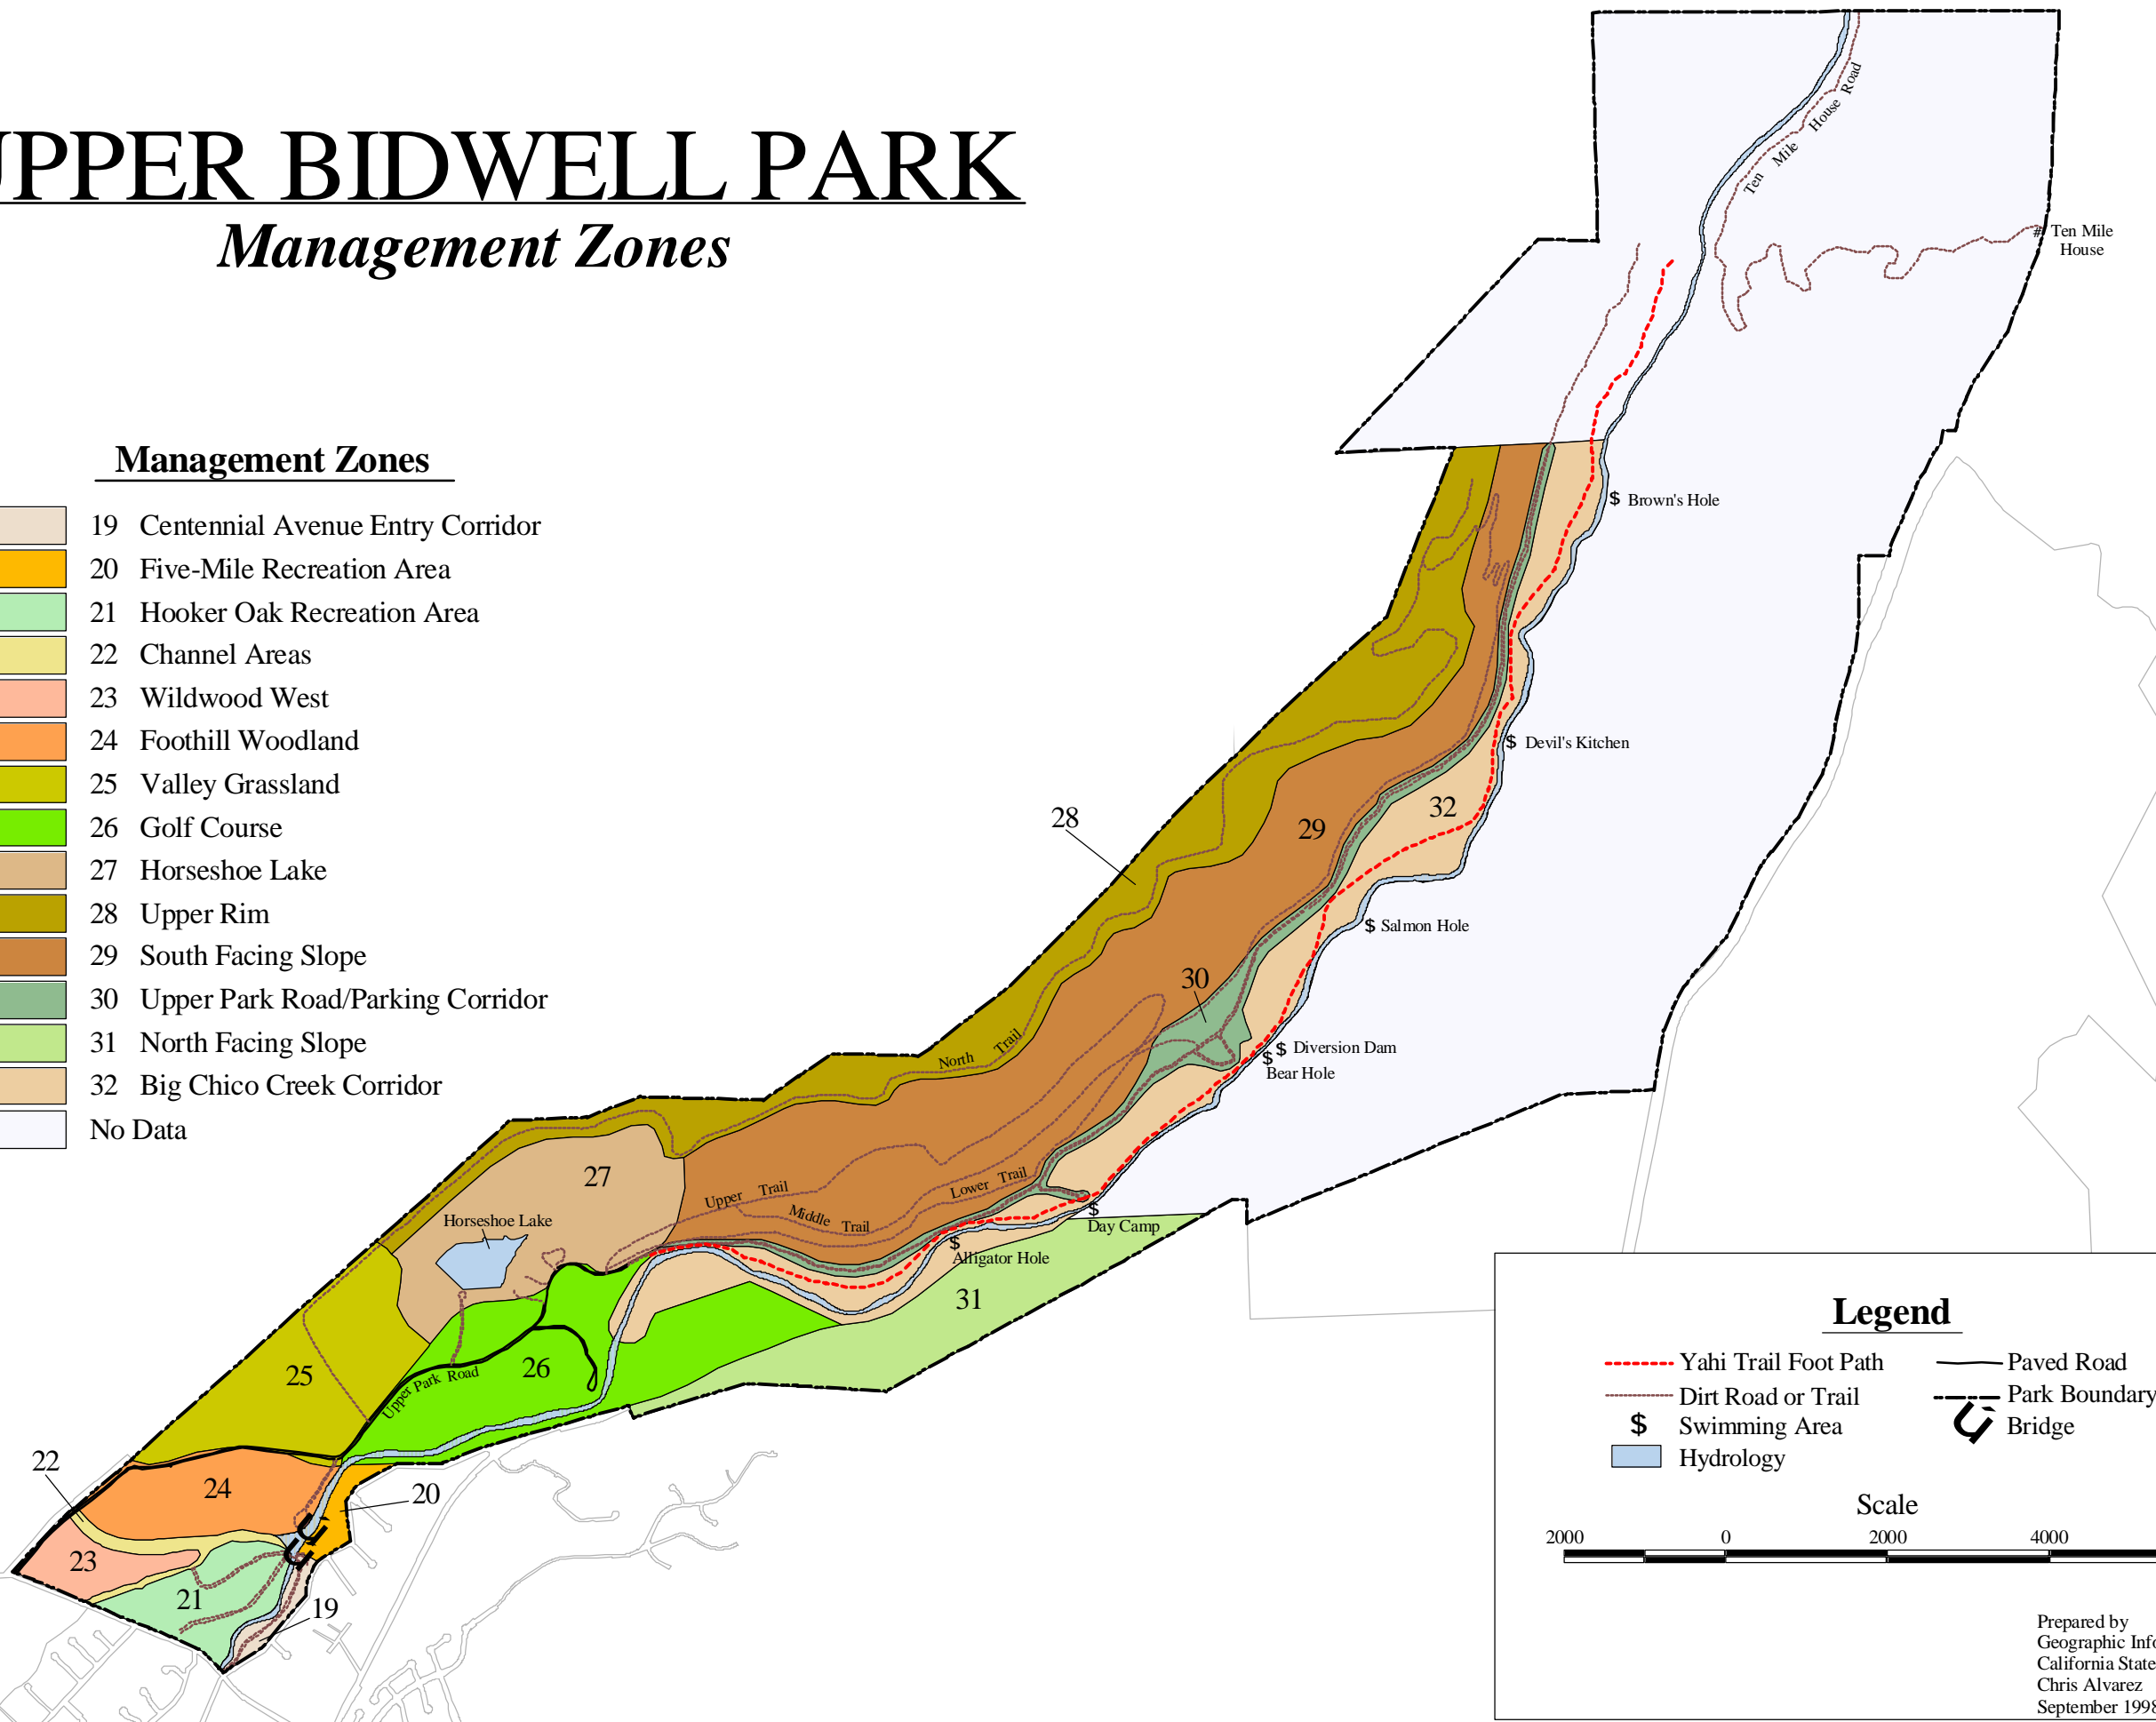 UPPER BIDWELL PARK
Management Zones
Management Zones
19 Centennial Avenue Entry Corridor
20 Five-Mile Recreation Area
21 Hooker Oak Recreation Area
22 Channel Areas
23 Wildwood West
24 Foothill Woodland
25 Valley Grassland
26 Golf Course
27 Horseshoe Lake
28 Upper Rim
29 South Facing Slope
30 Upper Park Road/Parking Corridor
31 North Facing Slope
32 Big Chico Creek Corridor
No Data
Ten Mile House Road
# Ten Mile
House
$ Brown's Hole
$ Devil's Kitchen
28
29
32
$ Salmon Hole
30
$ $ Diversion Dam
Bear Hole
North Trail
27
Upper Trail
Lower Trail
Middle Trail
$
Day Camp
Horseshoe Lake
$
Alligator Hole
31
25
26
Upper Park Road
22
24
20
23
21
19
Legend
Yahi Trail Foot Path
Paved Road
Dirt Road or Trail
Park Boundary
$ Swimming Area
Bridge
Hydrology
Scale
2000 0 2000 4000
Prepared by
Geographic Info
California State
Chris Alvarez
September 1998